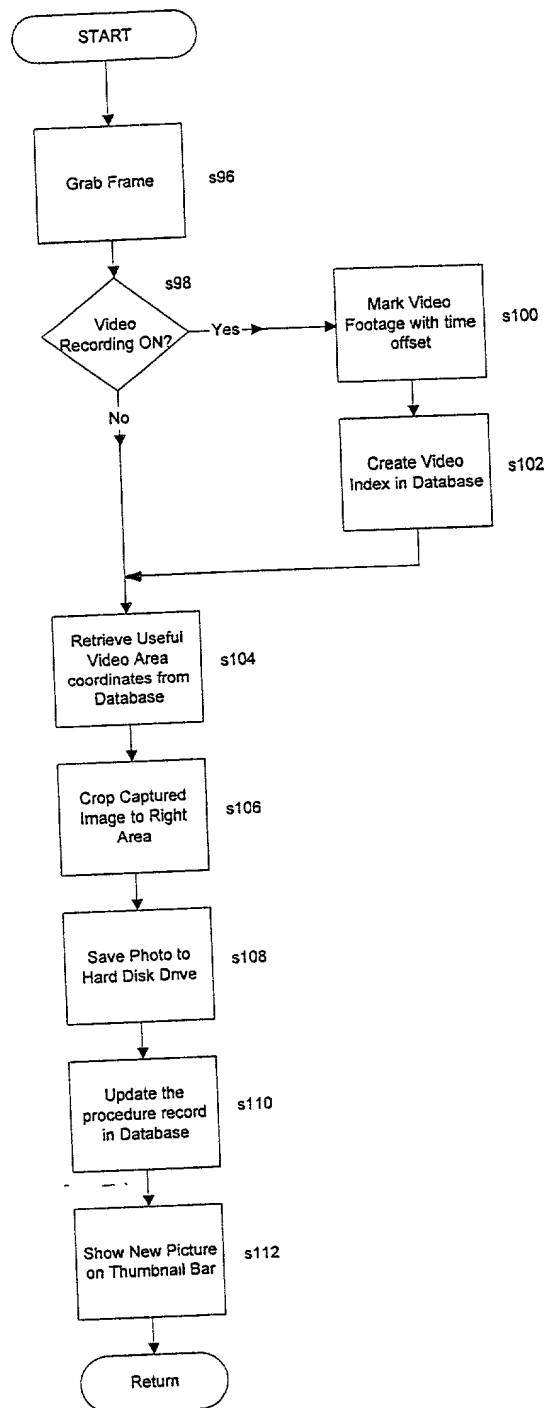 START
Grab Frame
s96
s98
Video
Recording ON?
Yes
No
Mark Video
Footage with time
offset
s100
Create Video
Index in Database
s102
Retrieve Useful
Video Area
coordinates from
Database
s104
Crop Captured
Image to Right
Area
s106
Save Photo to
Hard Disk Drive
s108
Update the
procedure record
in Database
s110
Show New Picture
on Thumbnail Bar
s112
Return